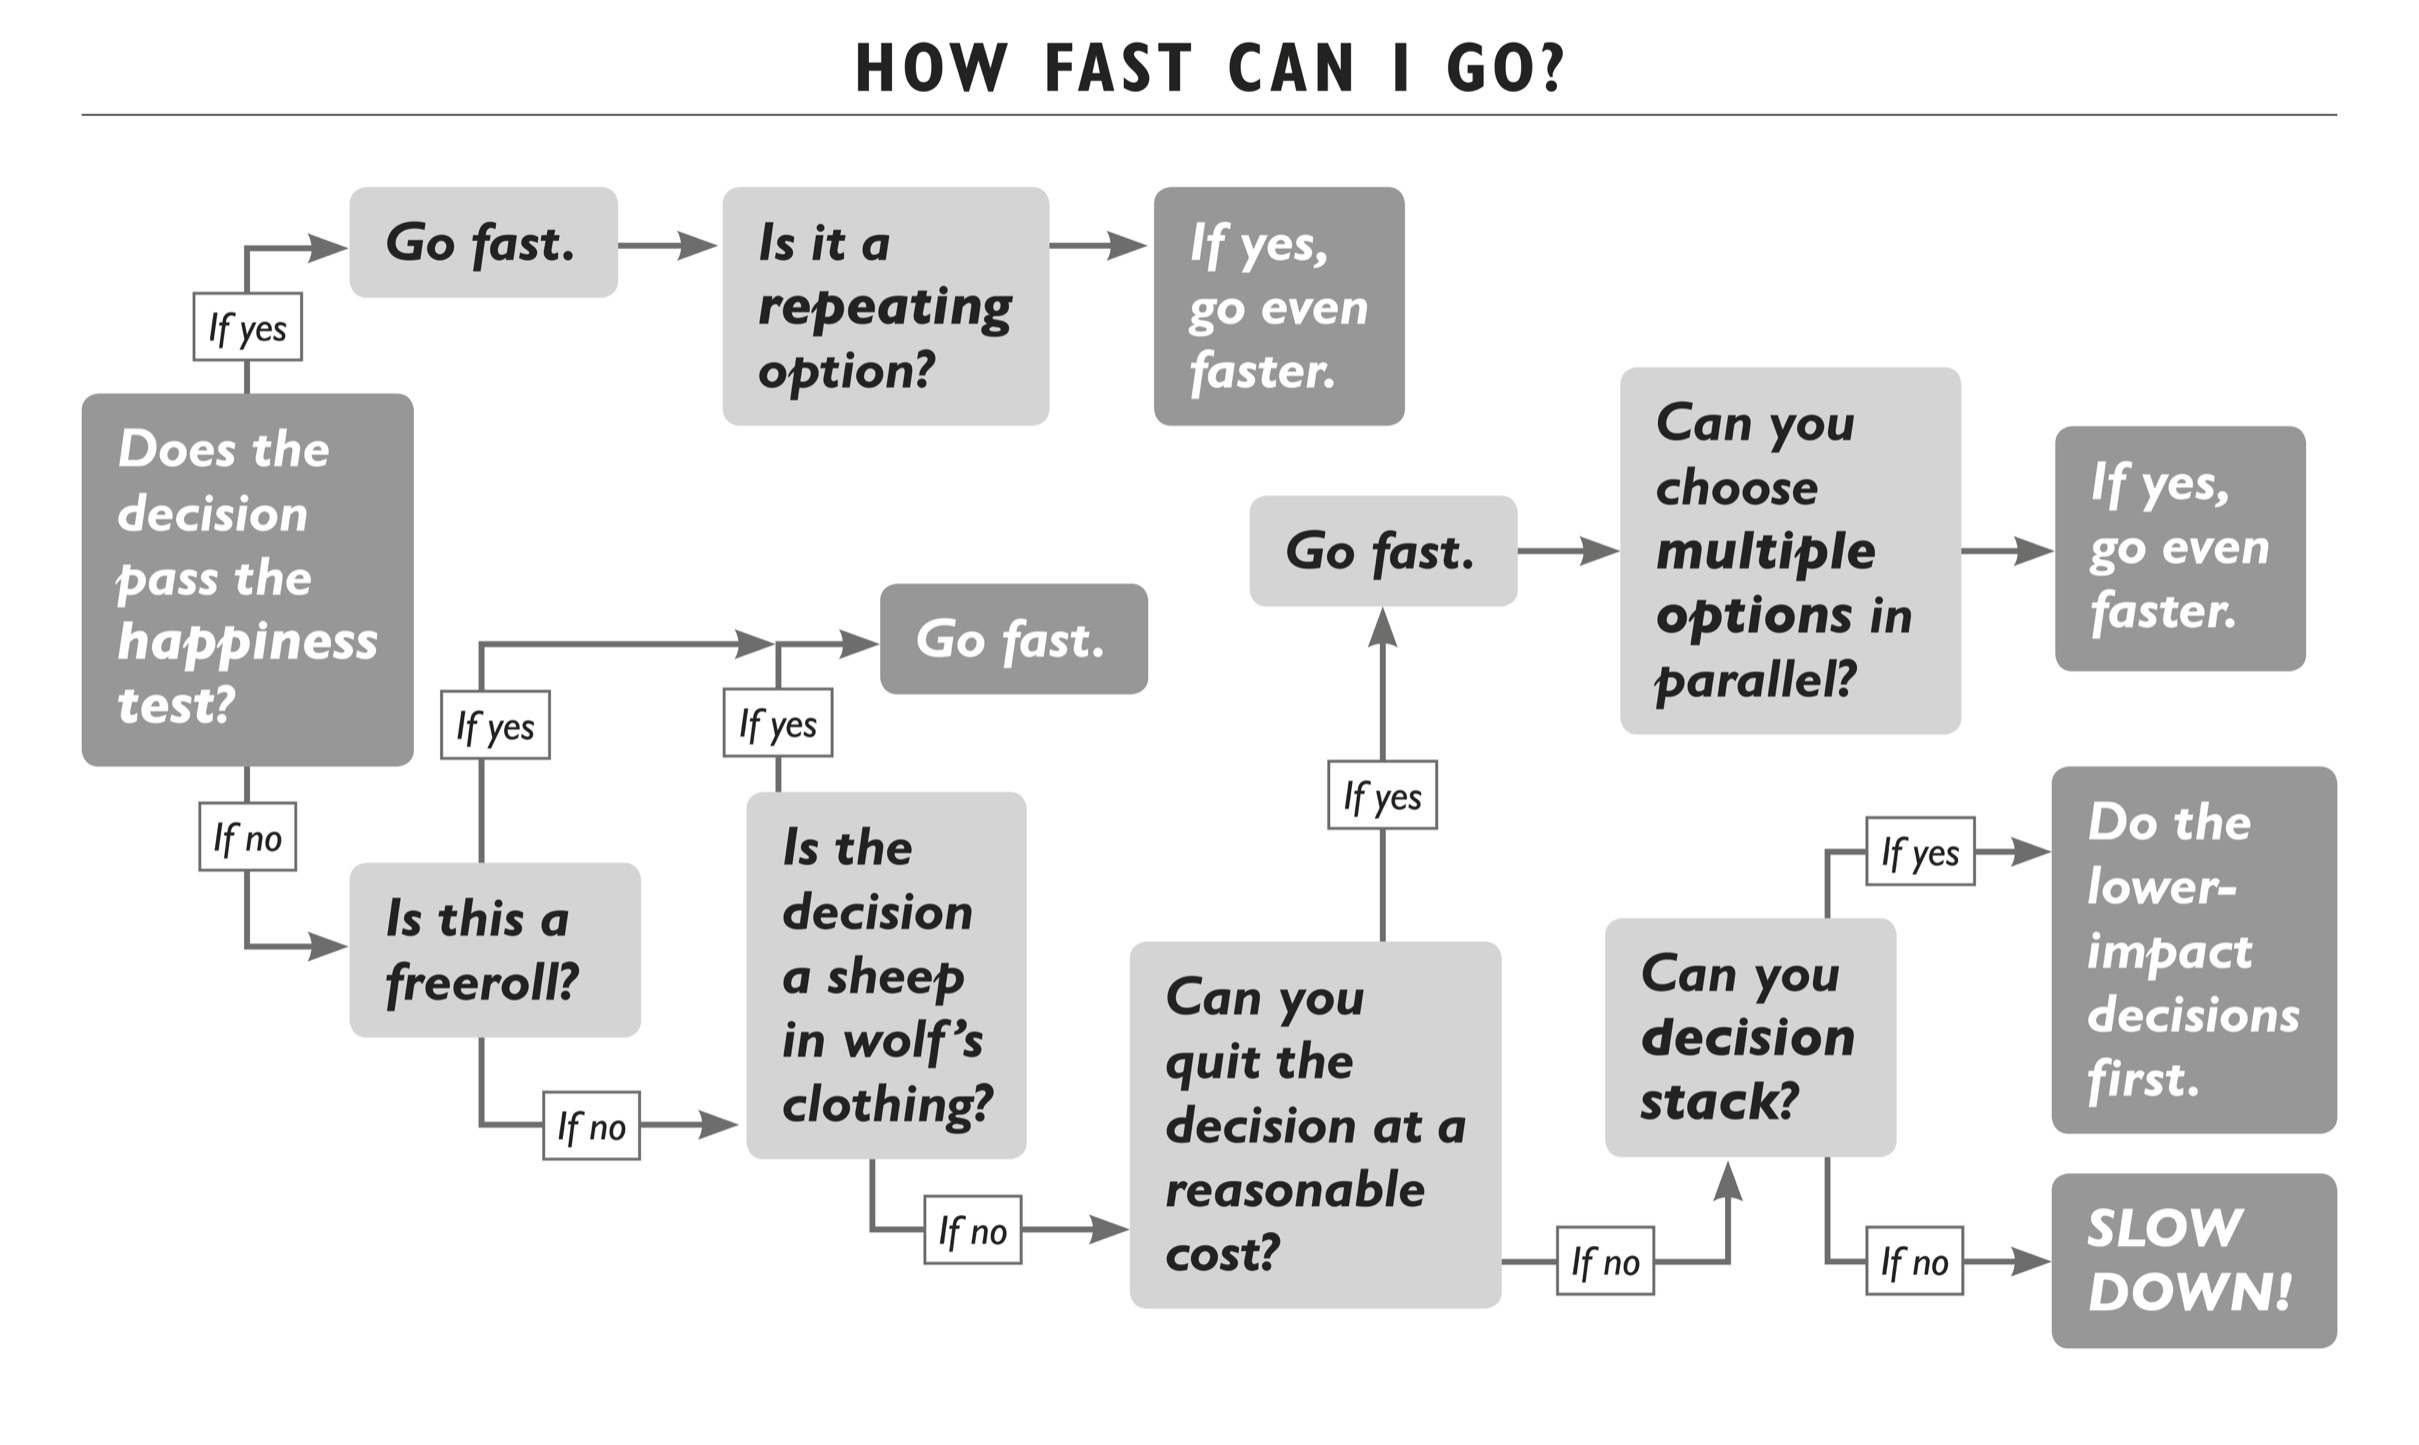 HOW FAST CAN I GO?
Go fast.
Is it a
repeating
option?
If yes,
go even
faster.
If yes
Does the
decision
pass the
happiness
test?
If no
If yes
If yes
Go fast.
Is this a
freeroll?
If no
Is the
decision
a sheep
in wolf’s
clothing?
If no
Can you
quit the
decision at a
reasonable
cost?
If yes
Go fast.
Can you
choose
multiple
options in
parallel?
If yes,
go even
faster.
If no
Can you
decision
stack?
If yes
Do the
lower-
impact
decisions
first.
If no
SLOW
DOWN!